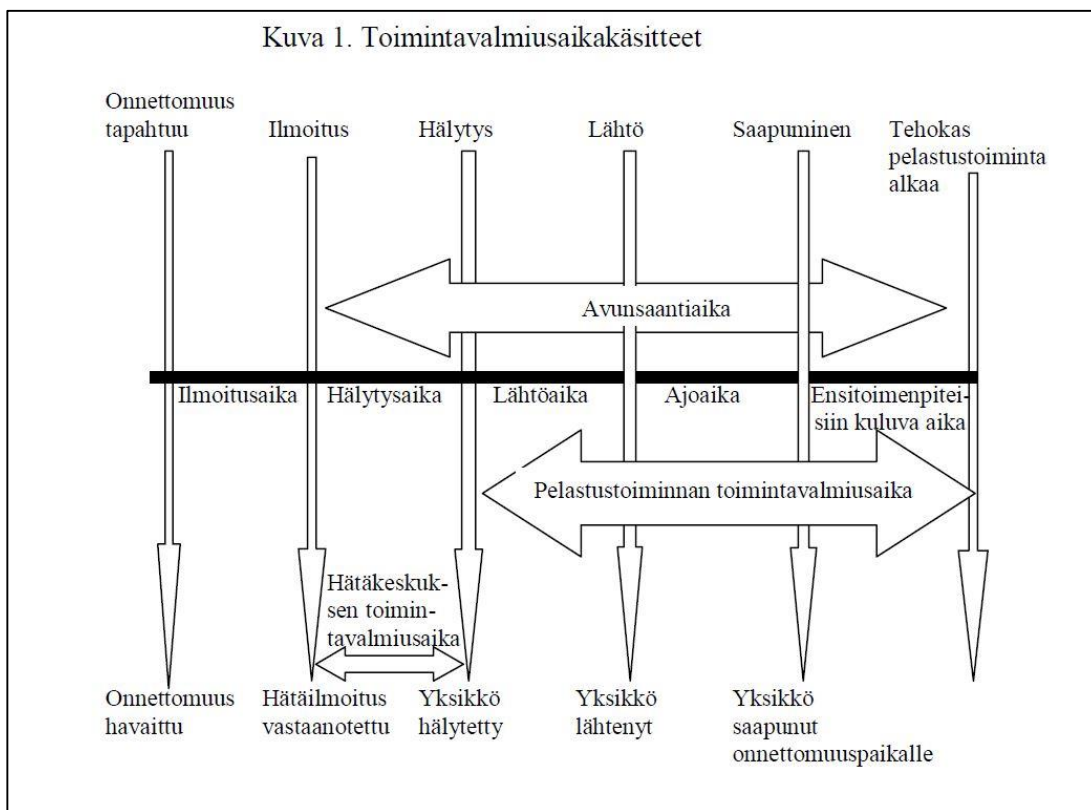 Kuva 1. Toimintavalmiusaikakäsitteet
Onnettomuus
tapahtuu
Ilmoitus
Hälytys
Lähtö
Saapuminen
Tehokas
pelastustoiminta
alkaa
Avunsaantiaika
Ilmoitusaika
Hälytysaika
Lähtöaika
Ajoaika
Ensitoimenpitei-
siin kuluva aika
Pelastustoiminnan toimintavalmiusaika
Hätäkeskuk-
sen toimin-
tavalmiusaika
Onnettomuus
havaittu
Hätäilmoitus
vastaanotettu
Yksikkö
hälytetty
Yksikkö
lähtenyt
Yksikkö
saapunut
onnettomuuspaikalle